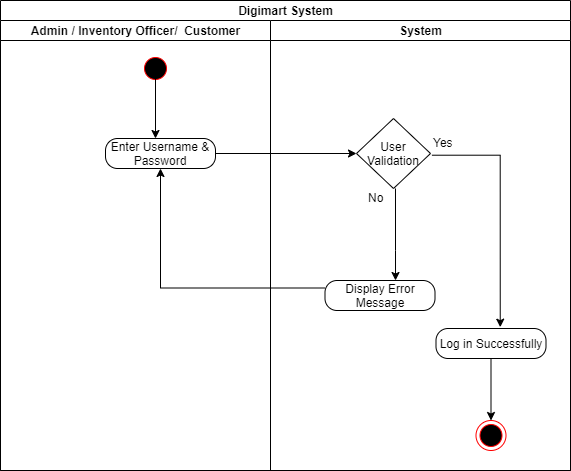 Digimart System
Admin / Inventory Officer/  Customer
System
Enter Username &
Password
User
Validation
Yes
No
Display Error
Message
Log in Successfully